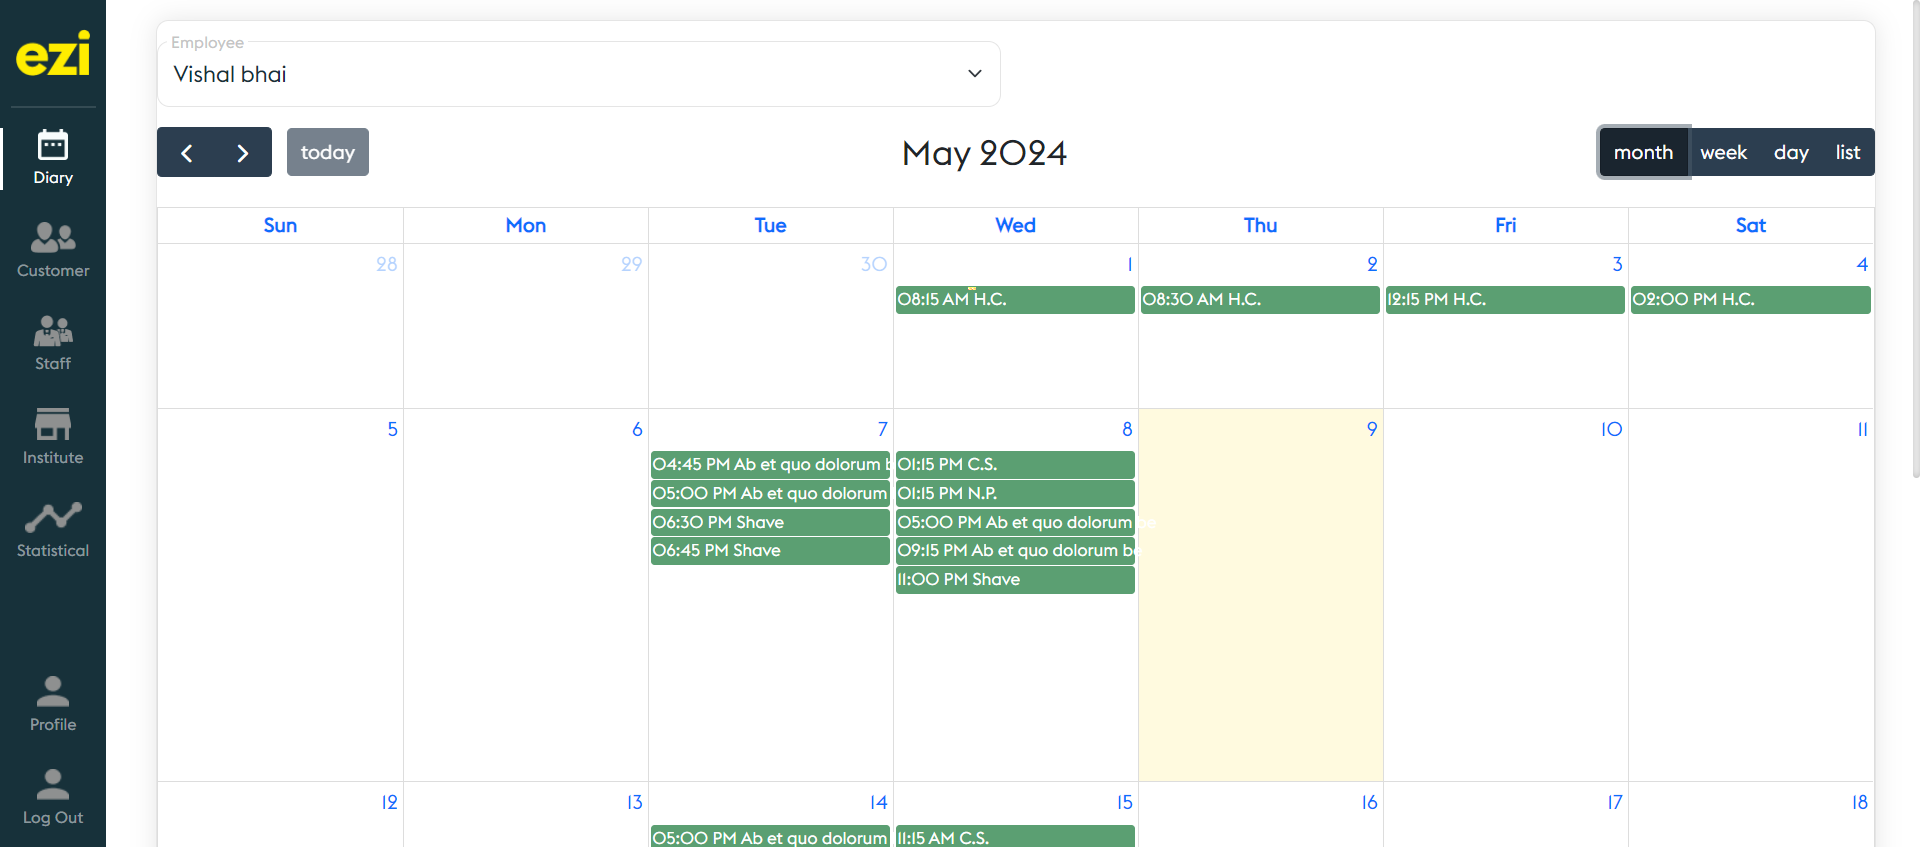 ezi
Diary
Customer
Staff
Institute
Statistical
Profile
Log Out
Employee
Vishal bhai
today
May 2024
month week day list
Sun Mon Tue Wed Thu Fri Sat
28 29 30 1 2 3 4
08:15 AM H.C. 08:30 AM H.C. 12:15 PM H.C. 02:00 PM H.C.
5 6 7 8 9 10 11
04:45 PM Ab et quo dolorum b 01:15 PM C.S.
05:00 PM Ab et quo dolorum 01:15 PM N.P.
06:30 PM Shave 05:00 PM Ab et quo dolorum be
06:45 PM Shave 09:15 PM Ab et quo dolorum be
11:00 PM Shave
12 13 14 15 16 17 18
05:00 PM Ab et quo dolorum 11:15 AM C.S.